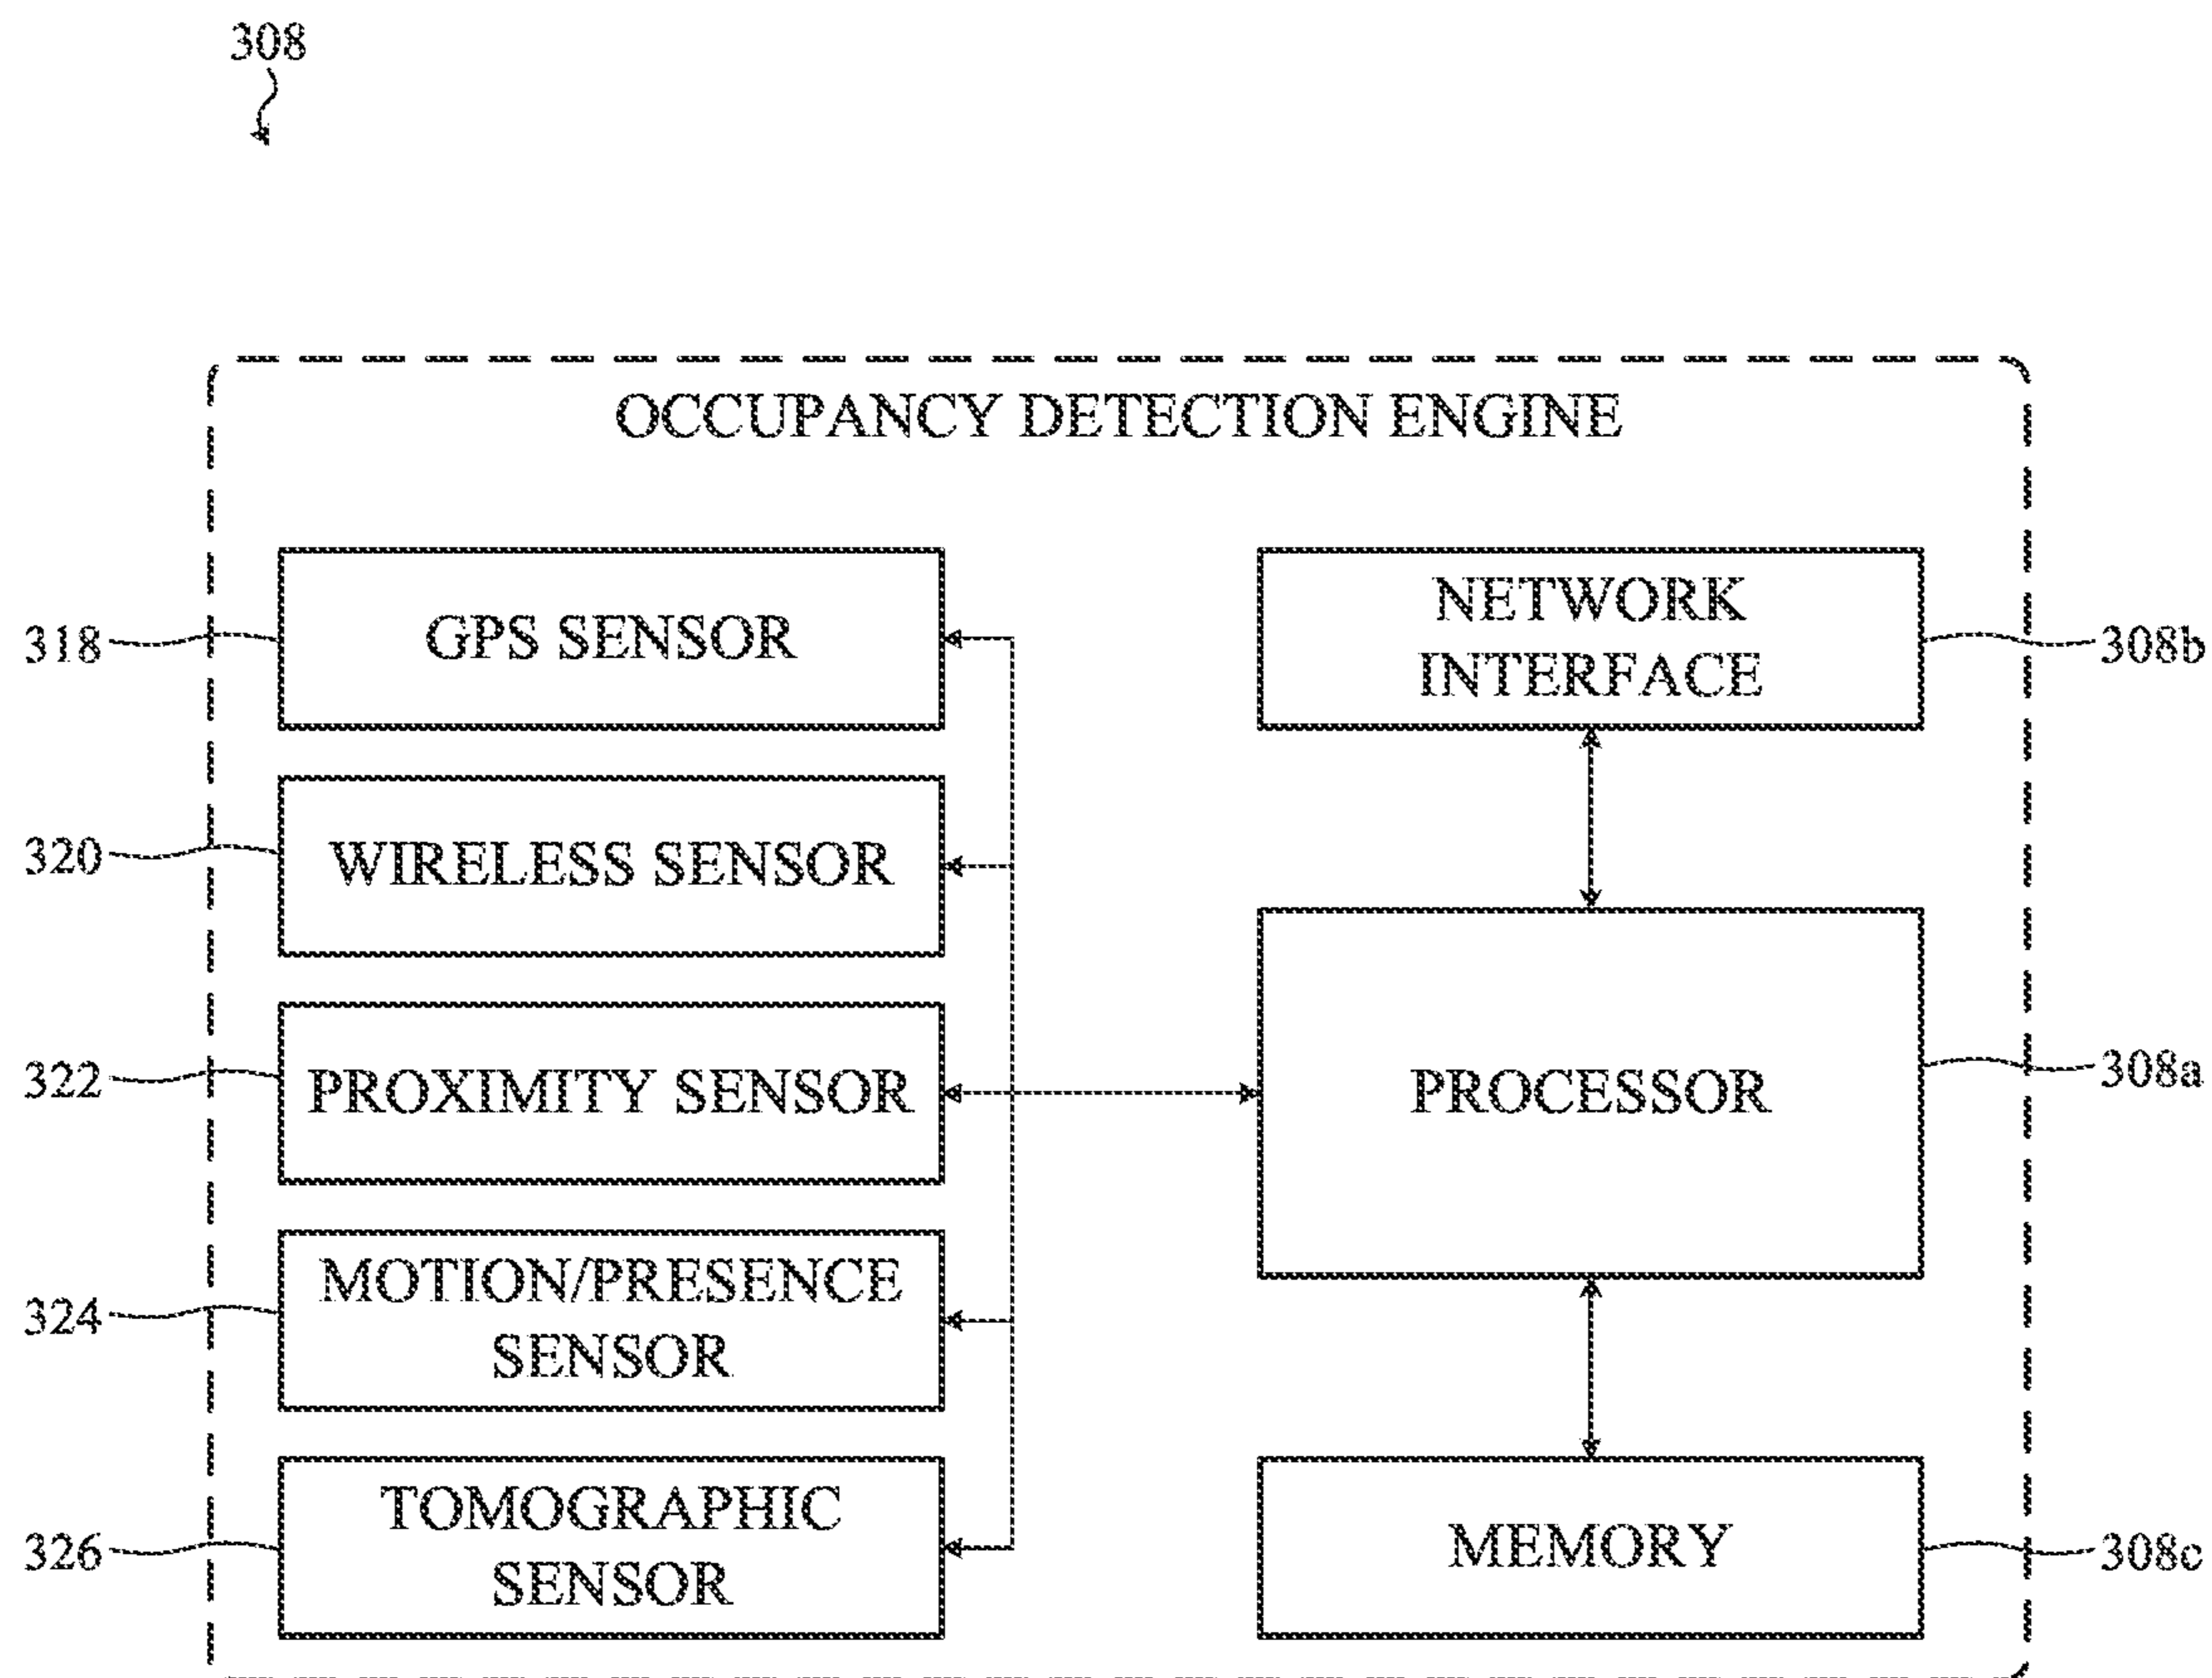 308
OCCUPANCY DETECTION ENGINE
318
GPS SENSOR
NETWORK
INTERFACE
308b
320
WIRELESS SENSOR
322
PROXIMITY SENSOR
PROCESSOR
308a
324
MOTION/PRESENCE
SENSOR
326
TOMOGRAPHIC
SENSOR
MEMORY
308c